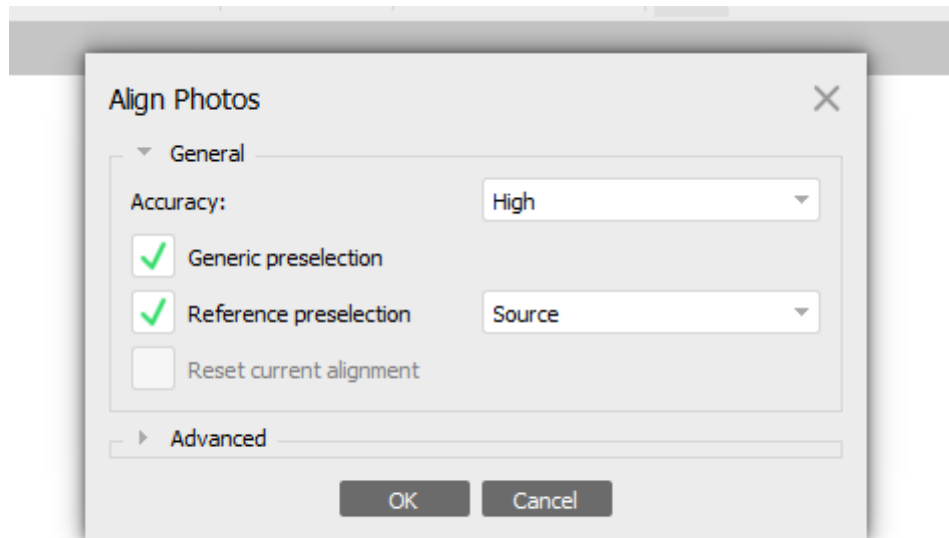 Align Photos
General
Accuracy: High
Generic preselection
Reference preselection Source
Reset current alignment
Advanced
OK Cancel